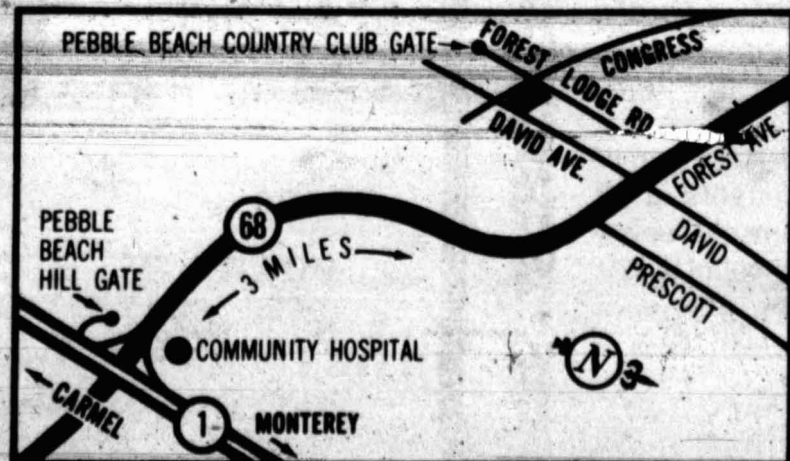 PEBBLE BEACH COUNTRY CLUB GATE
FOREST LODGE RD
CONGRESS
DAVID AVE.
FOREST AVE.
68
PEBBLE
BEACH
HILL GATE
3 MILES
DAVID
PRESCOTT
COMMUNITY HOSPITAL
N
CARMEL
1
MONTEREY